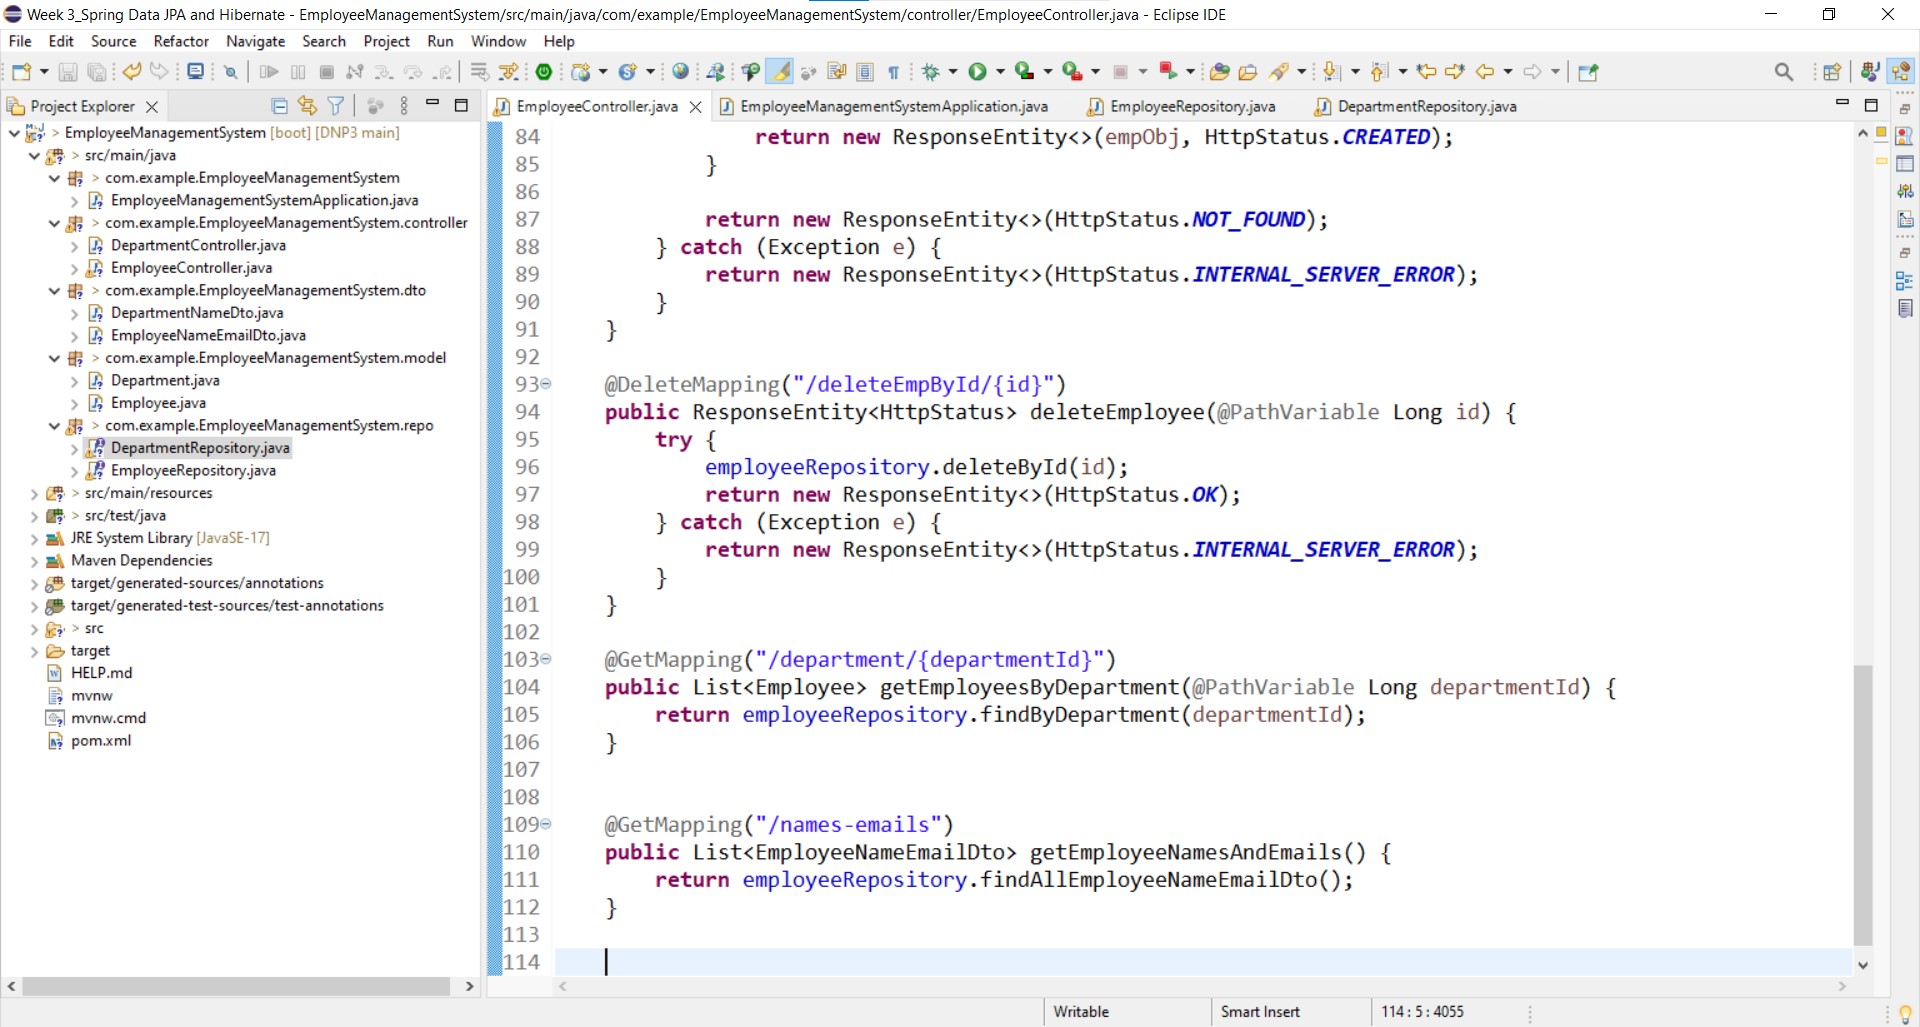 Week 3_Spring Data JPA and Hibernate - EmployeeManagementSystem/src/main/java/com/example/EmployeeManagementSystem/controller/EmployeeController.java - Eclipse IDE
File Edit Source Refactor Navigate Search Project Run Window Help
Project Explorer
EmployeeController.java EmployeeManagementSystemApplication.java EmployeeRepository.java DepartmentRepository.java
> EmployeeManagementSystem [boot] [DNP3 main]
> src/main/java
> com.example.EmployeeManagementSystem
EmployeeManagementSystemApplication.java
> com.example.EmployeeManagementSystem.controller
DepartmentController.java
EmployeeController.java
> com.example.EmployeeManagementSystem.dto
DepartmentNameDto.java
EmployeeNameEmailDto.java
> com.example.EmployeeManagementSystem.model
Department.java
Employee.java
> com.example.EmployeeManagementSystem.repo
DepartmentRepository.java
EmployeeRepository.java
> src/main/resources
> src/test/java
JRE System Library [JavaSE-17]
Maven Dependencies
target/generated-sources/annotations
target/generated-test-sources/test-annotations
> src
target
HELP.md
mvnw
mvnw.cmd
pom.xml
84 return new ResponseEntity<>(empObj, HttpStatus.CREATED);
85 }
86
87 return new ResponseEntity<>(HttpStatus.NOT_FOUND);
88 } catch (Exception e) {
89 return new ResponseEntity<>(HttpStatus.INTERNAL_SERVER_ERROR);
90 }
91 }
92
93 @DeleteMapping("/deleteEmpById/{id}")
94 public ResponseEntity<HttpStatus> deleteEmployee(@PathVariable Long id) {
95 try {
96 employeeRepository.deleteById(id);
97 return new ResponseEntity<>(HttpStatus.OK);
98 } catch (Exception e) {
99 return new ResponseEntity<>(HttpStatus.INTERNAL_SERVER_ERROR);
100 }
101 }
102
103 @GetMapping("/department/{departmentId}")
104 public List<Employee> getEmployeesByDepartment(@PathVariable Long departmentId) {
105 return employeeRepository.findByDepartment(departmentId);
106 }
107
108
109 @GetMapping("/names-emails")
110 public List<EmployeeNameEmailDto> getEmployeeNamesAndEmails() {
111 return employeeRepository.findAllEmployeeNameEmailDto();
112 }
113
114
Writable Smart Insert 114 : 5 : 4055